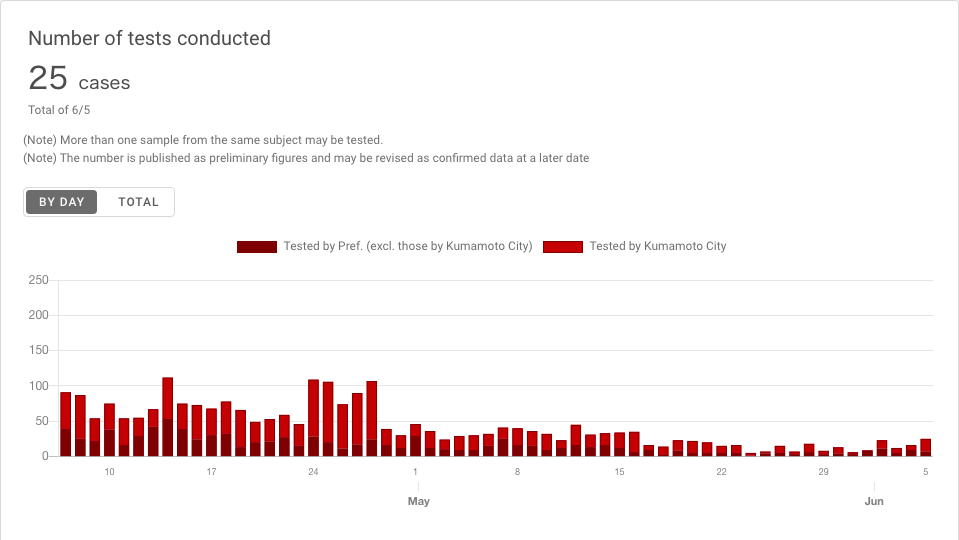 Number of tests conducted
25 cases
Total of 6/5
(Note) More than one sample from the same subject may be tested.
(Note) The number is published as preliminary figures and may be revised as confirmed data at a later date
BY DAY TOTAL
Tested by Pref. (excl. those by Kumamoto City) Tested by Kumamoto City
250
200
150
100
50
0
10 17 24 1 8 15 22 29 5
May Jun